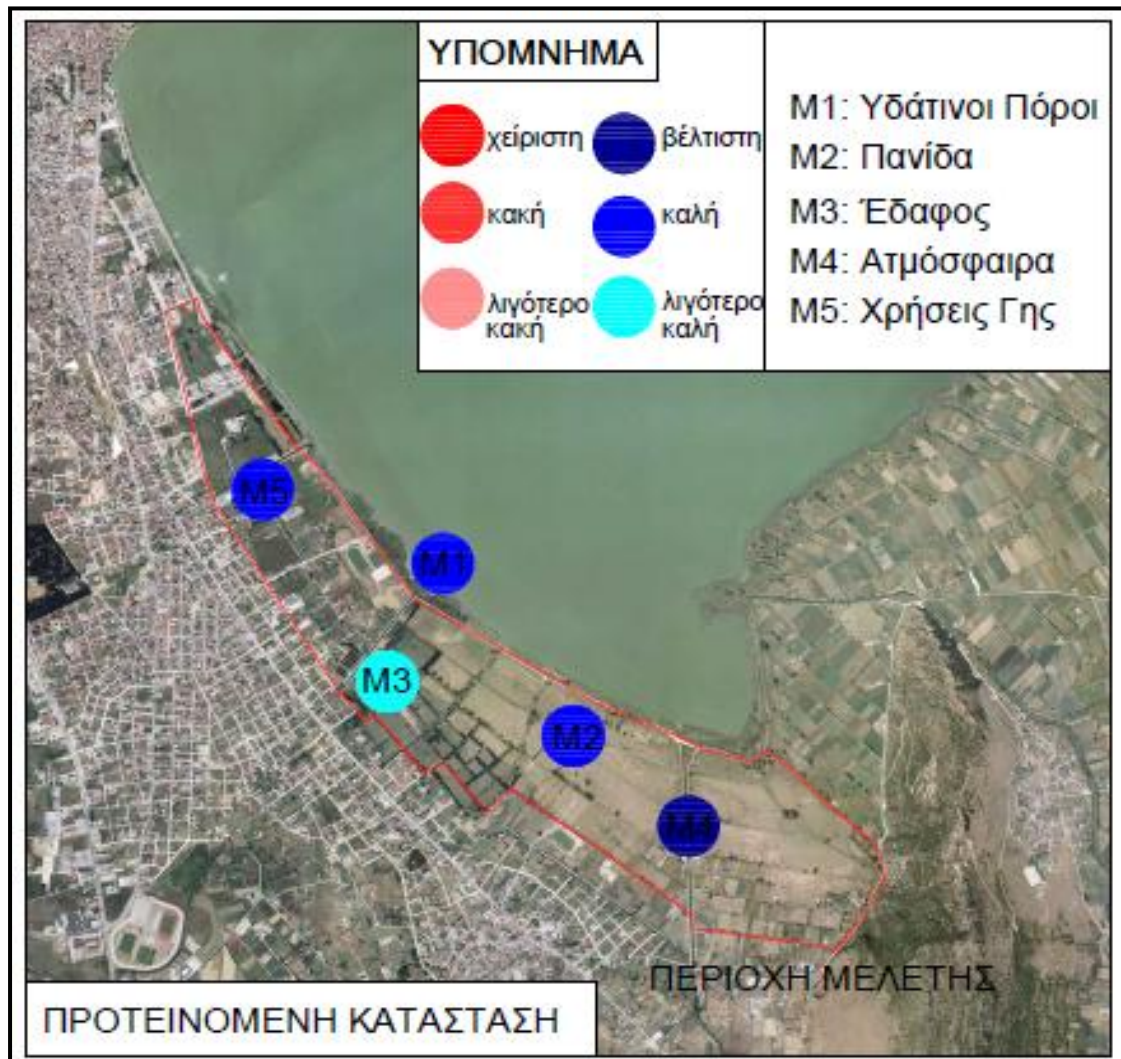 ΥΠΟΜΝΗΜΑ
χείριστη
βέλτιστη
κακή
καλή
λιγότερο
κακή
λιγότερο
καλή
Μ1: Υδάτινοι Πόροι
Μ2: Πανίδα
Μ3: Έδαφος
Μ4: Ατμόσφαιρα
Μ5: Χρήσεις Γης
Μ5
Μ1
Μ3
Μ2
Μ4
ΠΕΡΙΟΧΗ ΜΕΛΕΤΗΣ
ΠΡΟΤΕΙΝΟΜΕΝΗ ΚΑΤΑΣΤΑΣΗ